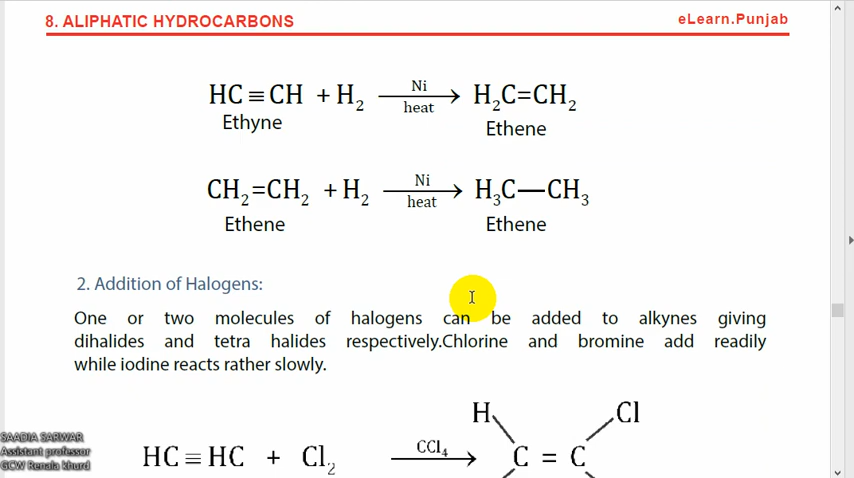 8. ALIPHATIC HYDROCARBONS eLearn.Punjab
HC≡CH + H₂ Ni heat → H₂C=CH₂
Ethyne Ethene
CH₂=CH₂ + H₂ Ni heat → H₃C—CH₃
Ethene Ethene
2. Addition of Halogens:
One or two molecules of halogens can be added to alkynes giving
dihalides and tetra halides respectively.Chlorine and bromine add readily
while iodine reacts rather slowly.
H Cl
HC≡HC + Cl₂ CCl₄ → C = C
SAADIA SARWAR
Assistant professor
GCW Renala khurd